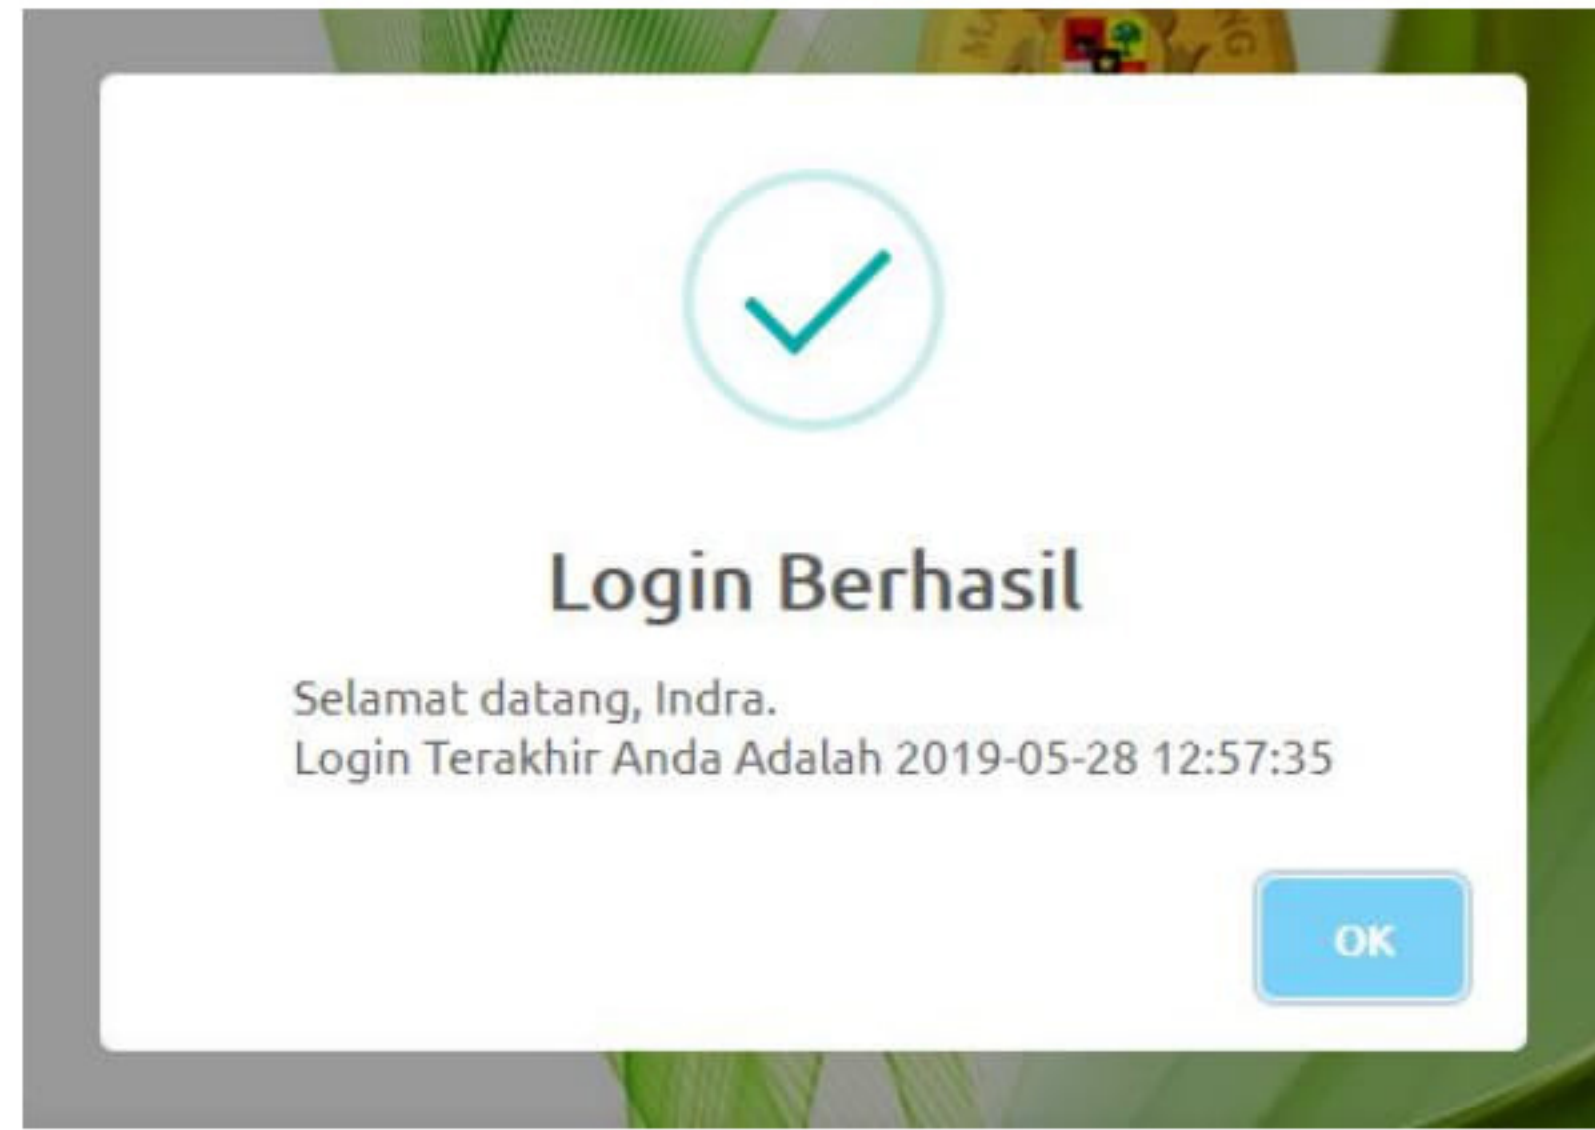 Login Berhasil
Selamat datang, Indra.
Login Terakhir Anda Adalah 2019-05-28 12:57:35
OK